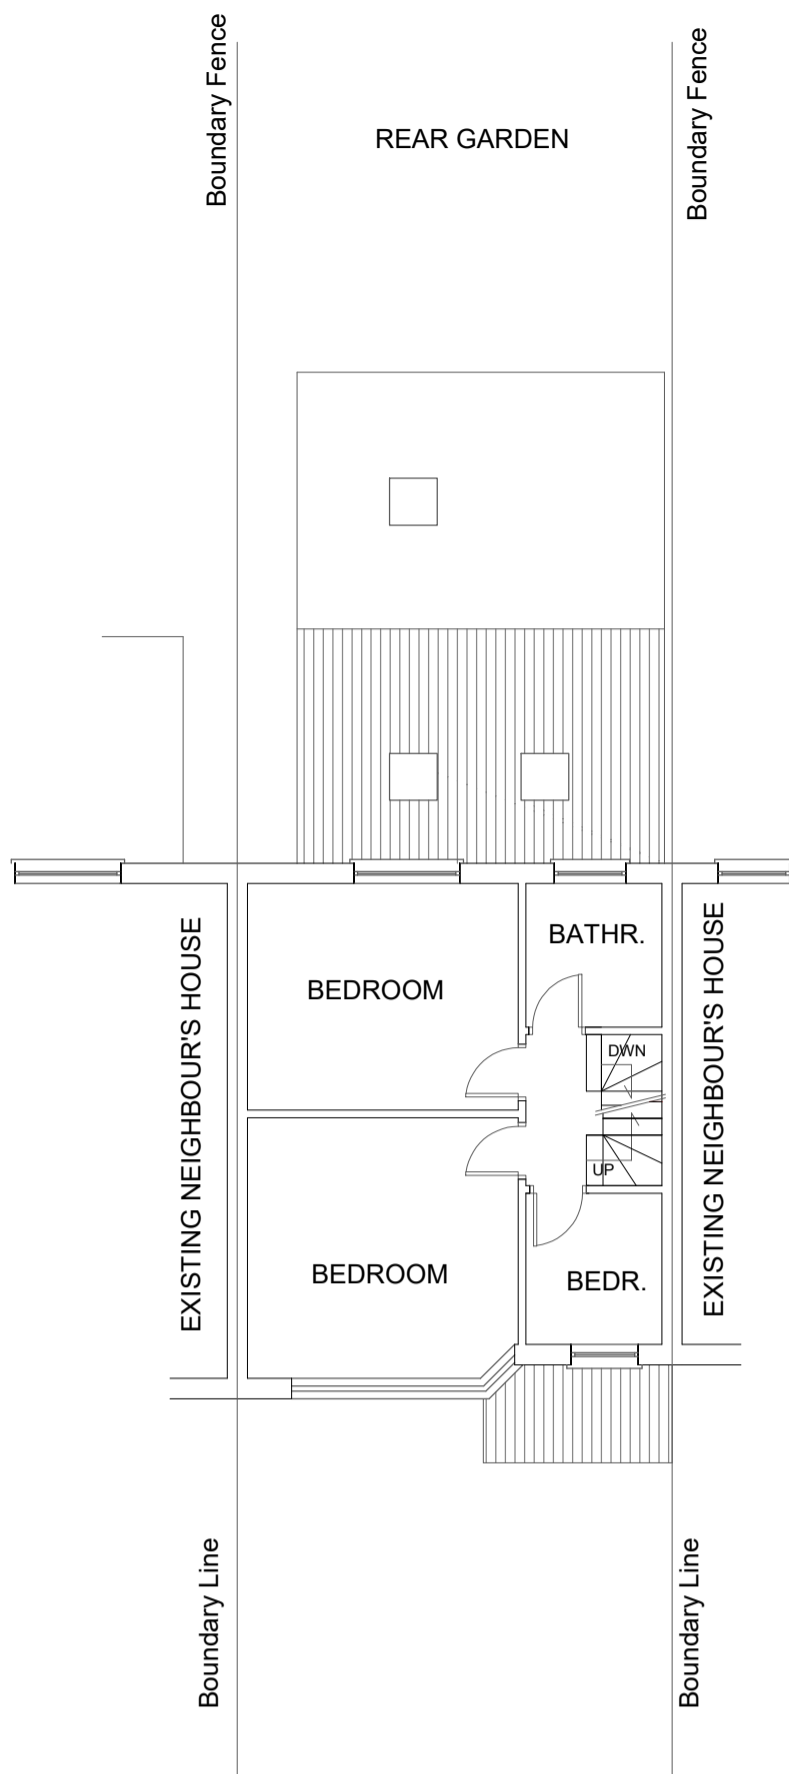 Boundary Fence
Boundary Fence
REAR GARDEN
BATHR.
BEDROOM
EXISTING NEIGHBOUR'S HOUSE
EXISTING NEIGHBOUR'S HOUSE
DWN
UP
BEDROOM
BEDR.
Boundary Line
Boundary Line